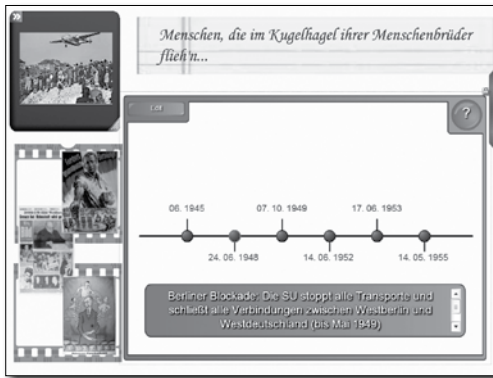 Menschen, die im Kugelhagel ihrer Menschenbrüder
flieh'n...
?
06. 1945
07. 10. 1949
17. 06. 1953
24. 06. 1948
14. 06. 1952
14. 05. 1955
Berliner Blockade: Die SU stoppt alle Transporte und
schließt alle Verbindungen zwischen Westberlin und
Westdeutschland (bis Mai 1949)